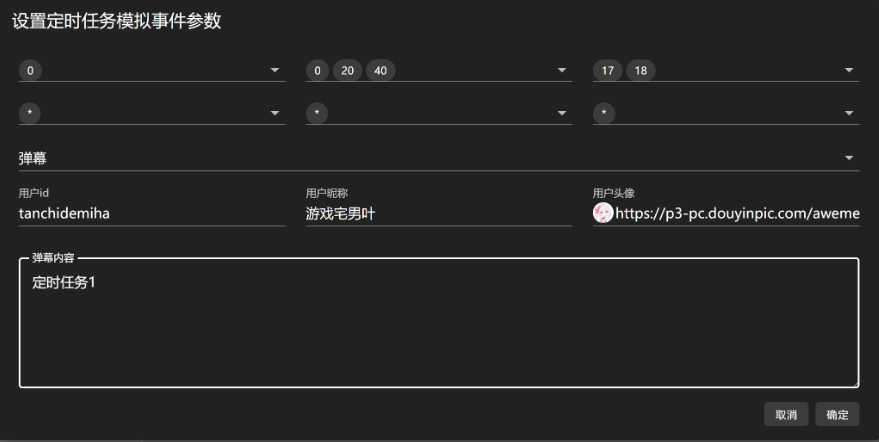 设置定时任务模拟事件参数
0 0 20 40 17 18
* * *
弹幕
用户id 用户昵称 用户头像
tanchidemiha 游戏宅男叶 https://p3-pc.douyinpic.com/aweme
弹幕内容
定时任务1
取消 确定